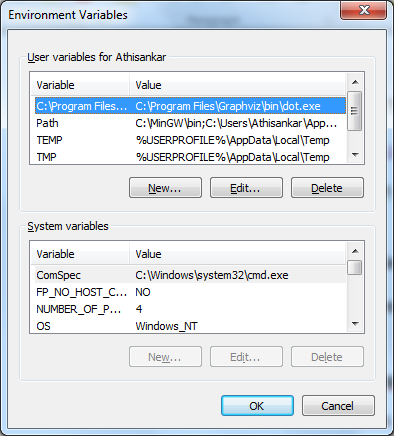 Environment Variables
User variables for Athisankar
Variable Value
C:\Program Files... C:\Program Files\Graphviz\bin\dot.exe
Path C:\MinGW\bin;C:\Users\Athisankar\App...
TEMP %USERPROFILE%\AppData\Local\Temp
TMP %USERPROFILE%\AppData\Local\Temp
New... Edit... Delete
System variables
Variable Value
ComSpec C:\Windows\system32\cmd.exe
FP_NO_HOST_C... NO
NUMBER_OF_P... 4
OS Windows_NT
New... Edit... Delete
OK Cancel